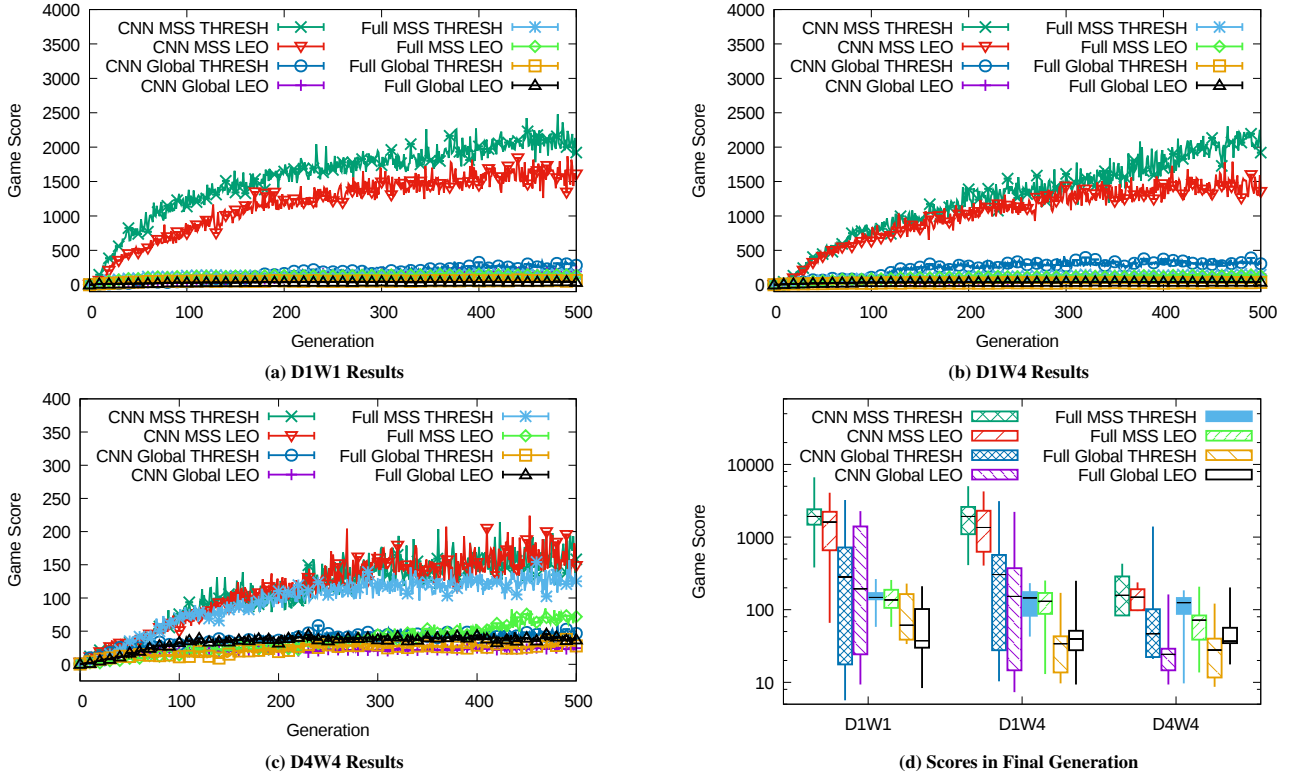 4000
3500
3000
2500
2000
1500
1000
500
0
Game Score
CNN MSS THRESH
CNN MSS LEO
CNN Global THRESH
CNN Global LEO
Full MSS THRESH
Full MSS LEO
Full Global THRESH
Full Global LEO
0 100 200 300 400 500
Generation
(a) D1W1 Results
4000
3500
3000
2500
2000
1500
1000
500
0
Game Score
CNN MSS THRESH
CNN MSS LEO
CNN Global THRESH
CNN Global LEO
Full MSS THRESH
Full MSS LEO
Full Global THRESH
Full Global LEO
0 100 200 300 400 500
Generation
(b) D1W4 Results
400
350
300
250
200
150
100
50
0
Game Score
CNN MSS THRESH
CNN MSS LEO
CNN Global THRESH
CNN Global LEO
Full MSS THRESH
Full MSS LEO
Full Global THRESH
Full Global LEO
0 100 200 300 400 500
Generation
(c) D4W4 Results
10000
1000
100
10
Game Score
CNN MSS THRESH
CNN MSS LEO
CNN Global THRESH
CNN Global LEO
Full MSS THRESH
Full MSS LEO
Full Global THRESH
Full Global LEO
D1W1 D1W4 D4W4
(d) Scores in Final Generation